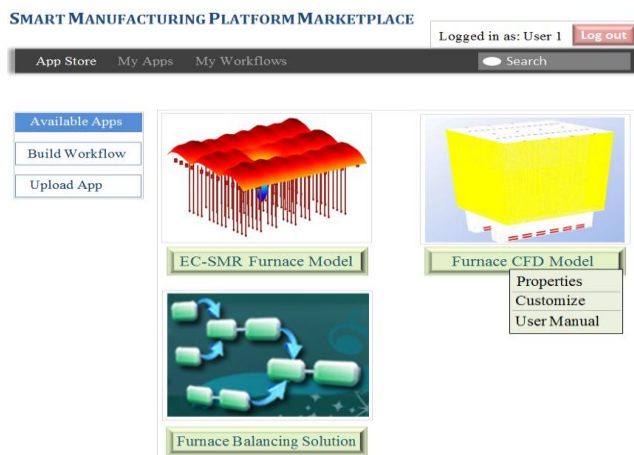 SMART MANUFACTURING PLATFORM MARKETPLACE
Logged in as: User 1 Log out
App Store My Apps My Workflows Search
Available Apps
Build Workflow
Upload App
EC-SMR Furnace Model Furnace CFD Model
Properties
Customize
User Manual
Furnace Balancing Solution